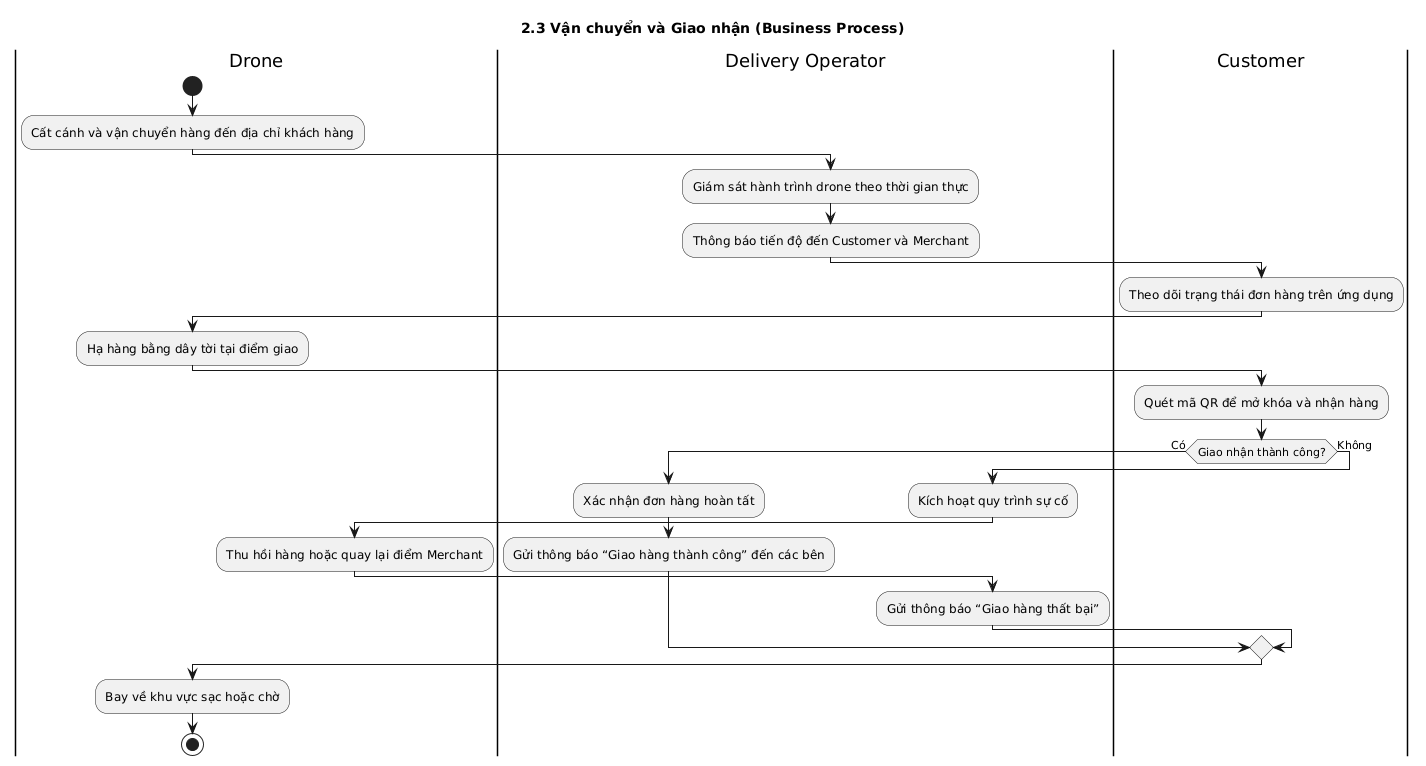 2.3 Vận chuyển và Giao nhận (Business Process)
Drone
Delivery Operator
Customer
Cất cánh và vận chuyển hàng đến địa chỉ khách hàng
Giám sát hành trình drone theo thời gian thực
Thông báo tiến độ đến Customer và Merchant
Theo dõi trạng thái đơn hàng trên ứng dụng
Hạ hàng bằng dây tời tại điểm giao
Quét mã QR để mở khóa và nhận hàng
Có
Giao nhận thành công?
Không
Xác nhận đơn hàng hoàn tất
Kích hoạt quy trình sự cố
Thu hồi hàng hoặc quay lại điểm Merchant
Gửi thông báo “Giao hàng thành công” đến các bên
Gửi thông báo “Giao hàng thất bại”
Bay về khu vực sạc hoặc chờ